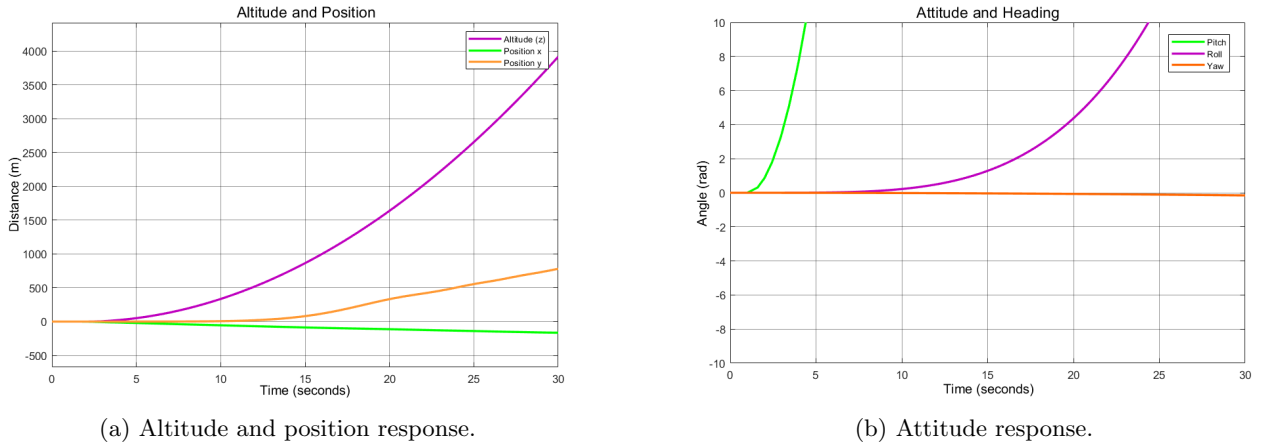 Altitude and Position
4000
3500
3000
2500
2000
1500
1000
500
0
-500
Distance (m)
Altitude (z)
Position x
Position y
0 5 10 15 20 25 30
Time (seconds)
(a) Altitude and position response.
Attitude and Heading
10
8
6
4
2
0
-2
-4
-6
-8
-10
Angle (rad)
Pitch
Roll
Yaw
0 5 10 15 20 25 30
Time (seconds)
(b) Attitude response.